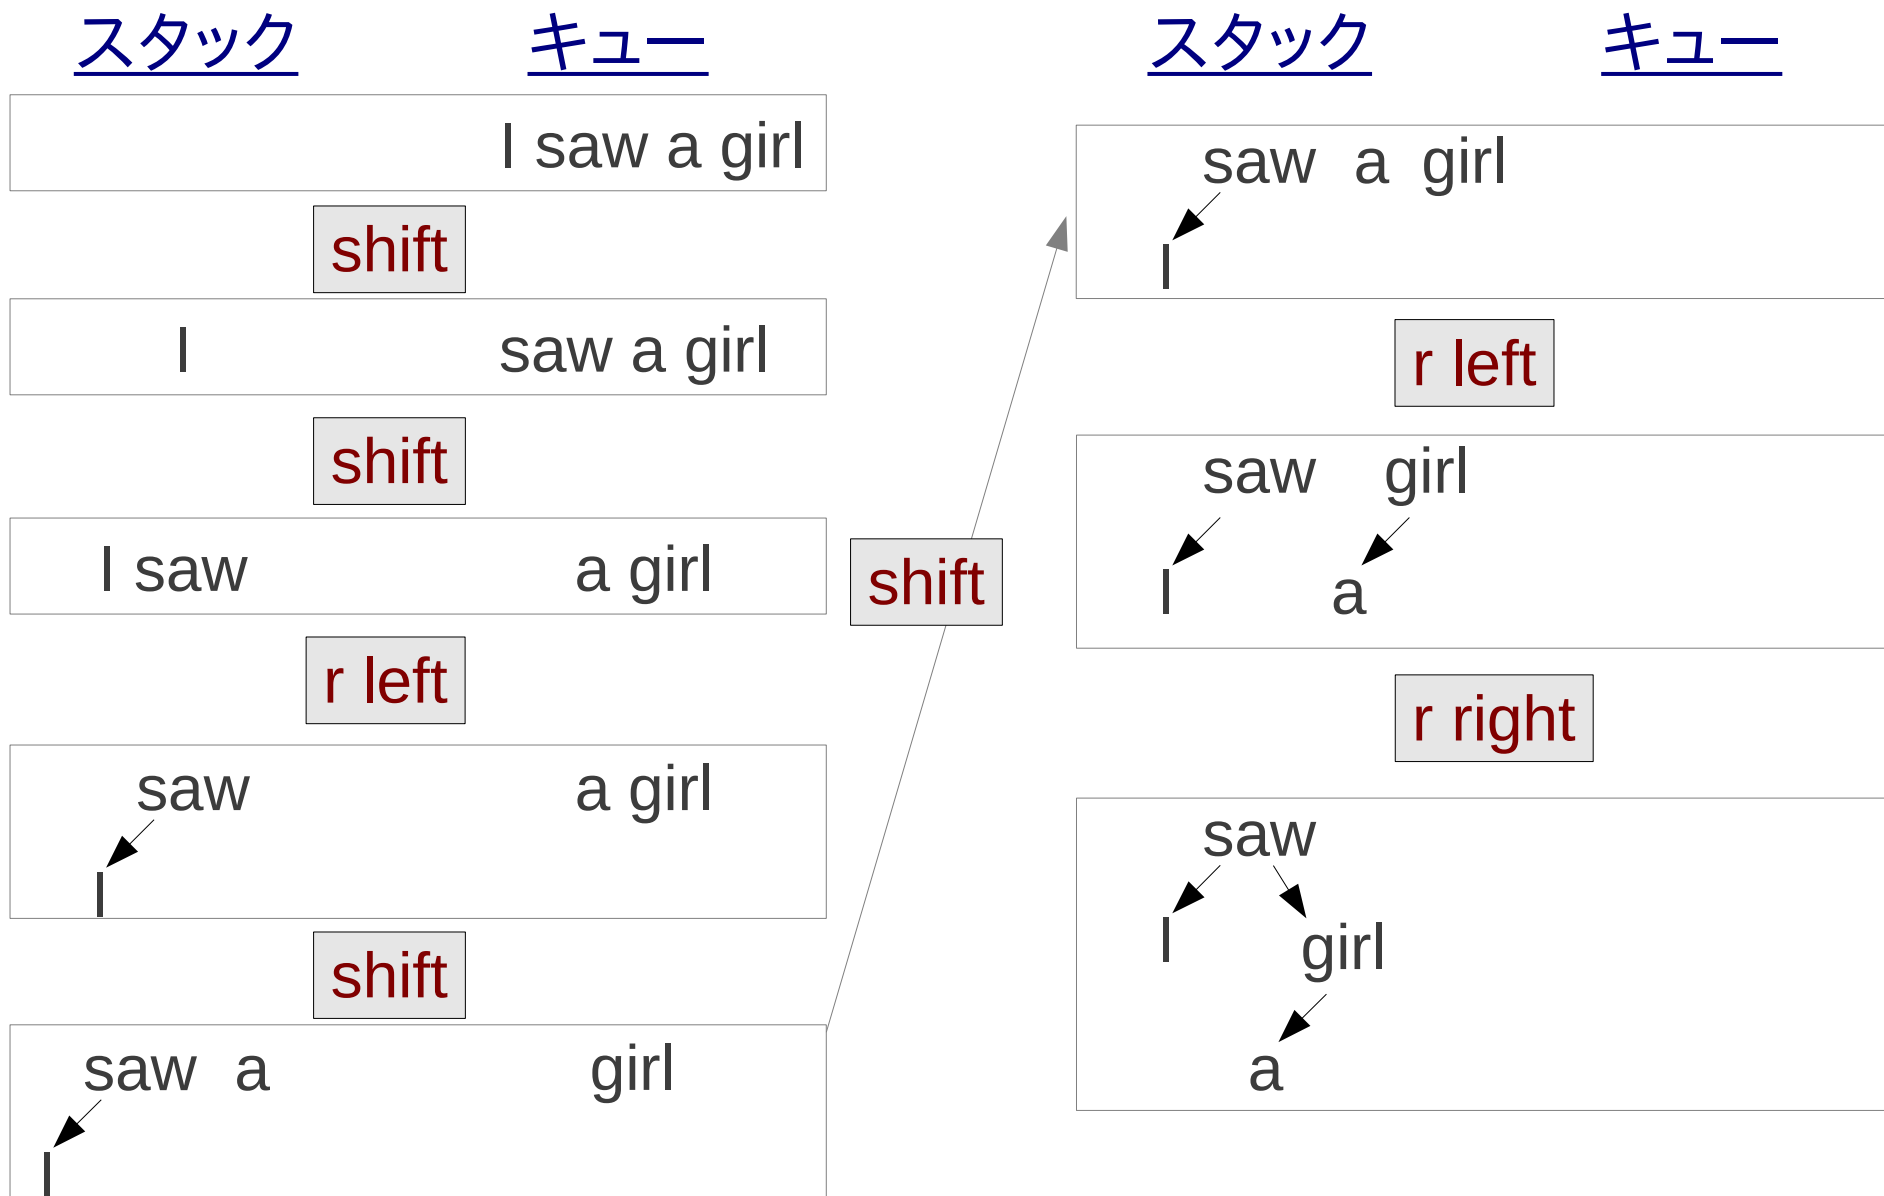 スタック キュー
I saw a girl
shift
I saw a girl
shift
I saw a girl
r left
saw a girl
I
shift
saw a girl
I
shift
スタック キュー
saw a girl
I
r left
saw girl
I a
r right
saw
I girl
a